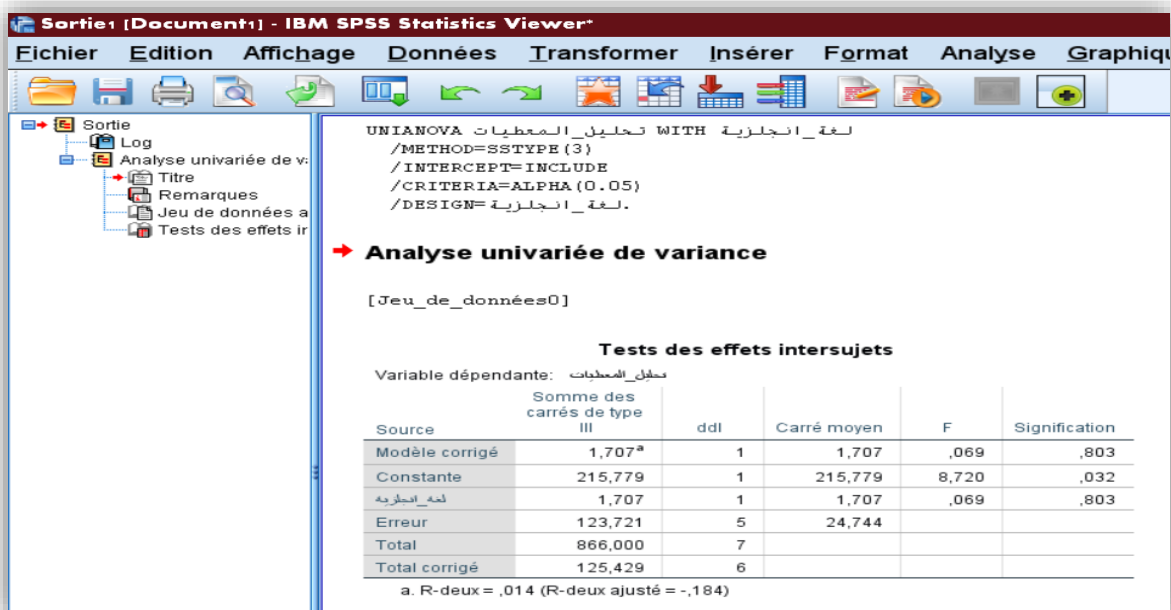 Sortie1 [Document1] - IBM SPSS Statistics Viewer*
Fichier Edition Affichage Données Transformer Insérer Format Analyse Graphiqu
Sortie
Log
Analyse univariée de va
Titre
Remarques
Jeu de données a
Tests des effets ir
UNIANOVA تحليل_المعطيات WITH لغة_انجلزية
/METHOD=SSTYPE(3)
/INTERCEPT=INCLUDE
/CRITERIA=ALPHA(0.05)
/DESIGN=لغة_انجلزية.
Analyse univariée de variance
[Jeu_de_données0]
Tests des effets intersujets
Variable dépendante: تحليل_المعطيات
Source Somme des carrés de type III ddl Carré moyen F Signification
Modèle corrigé 1,707a 1 1,707 ,069 ,803
Constante 215,779 1 215,779 8,720 ,032
لغة_انجلزية 1,707 1 1,707 ,069 ,803
Erreur 123,721 5 24,744
Total 866,000 7
Total corrigé 125,429 6
a. R-deux = ,014 (R-deux ajusté = -,184)